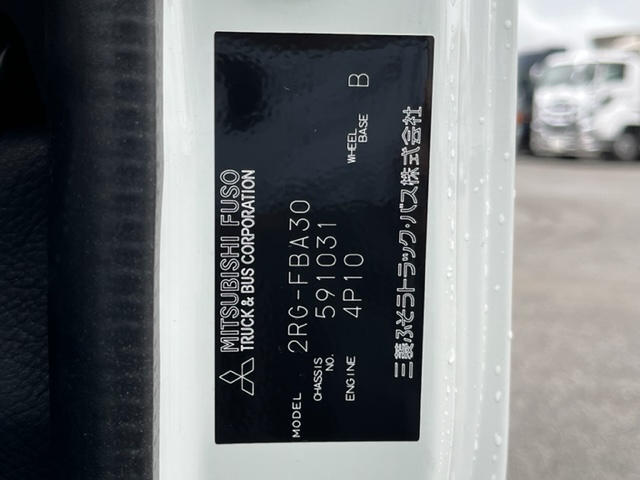 MITSUBISHI FUSO
TRUCK & BUS CORPORATION
MODEL 2RG-FBA30
CHASSIS NO. 591031
ENGINE 4P10 WHEEL BASE B
三菱ふそうトラック・バス株式会社